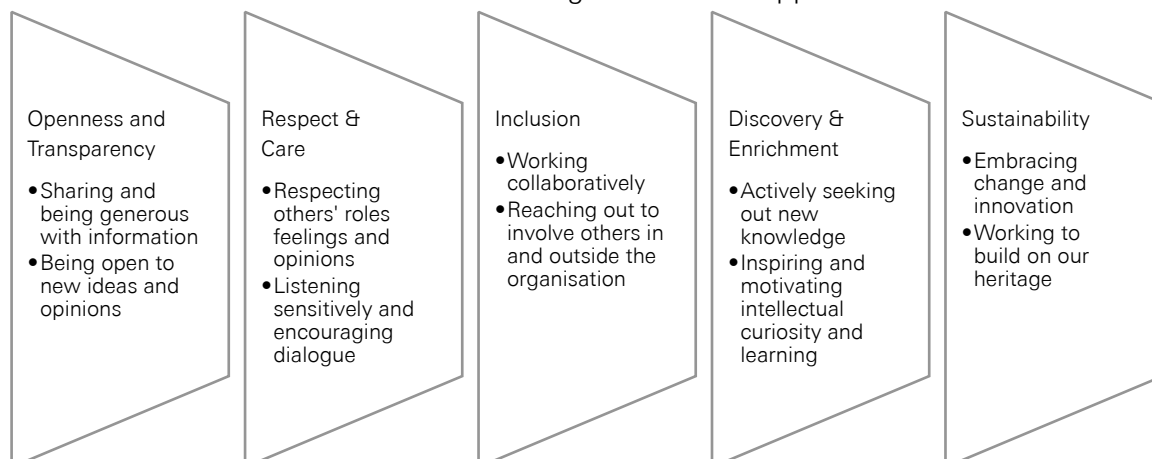 Openness and
Transparency
•Sharing and
being generous
with information
•Being open to
new ideas and
opinions
Respect &
Care
•Respecting
others' roles
feelings and
opinions
•Listening
sensitively and
encouraging
dialogue
Inclusion
•Working
collaboratively
•Reaching out to
involve others in
and outside the
organisation
Discovery &
Enrichment
•Actively seeking
out new
knowledge
•Inspiring and
motivating
intellectual
curiosity and
learning
Sustainability
•Embracing
change and
innovation
•Working to
build on our
heritage